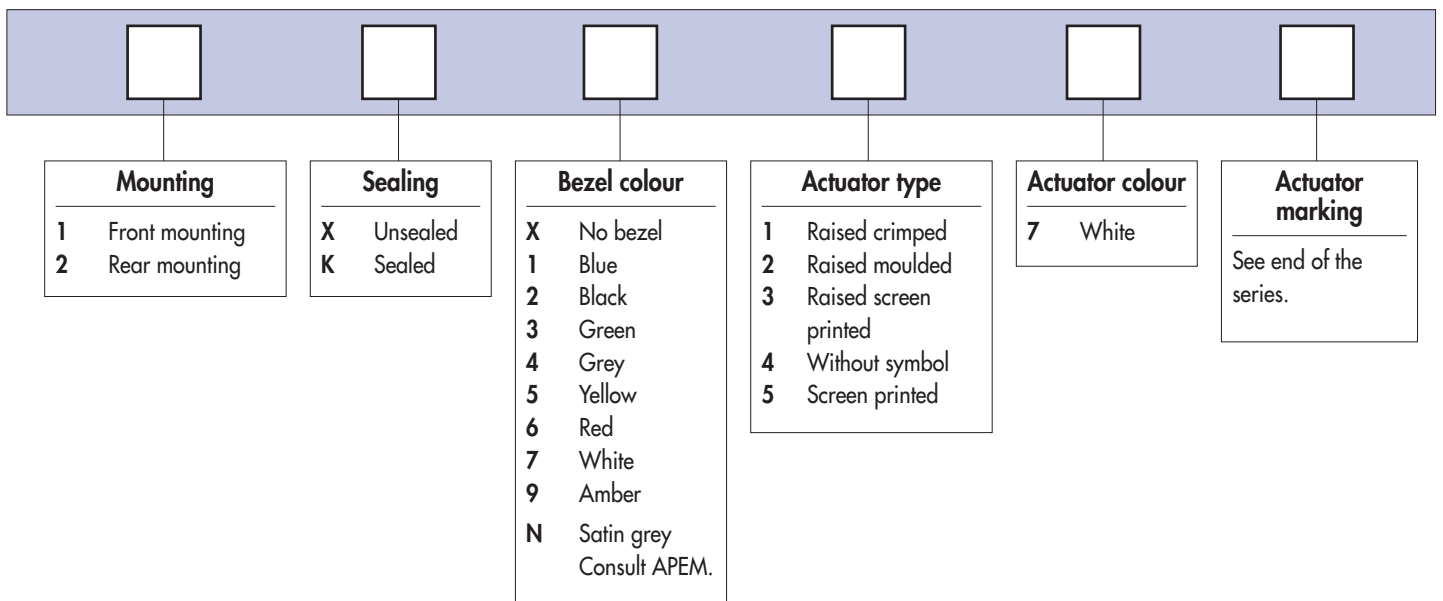 Mounting
1 Front mounting
2 Rear mounting
Sealing
X Unsealed
K Sealed
Bezel colour
X No bezel
1 Blue
2 Black
3 Green
4 Grey
5 Yellow
6 Red
7 White
9 Amber
N Satin grey
Consult APEM.
Actuator type
1 Raised crimped
2 Raised moulded
3 Raised screen
printed
4 Without symbol
5 Screen printed
Actuator colour
7 White
Actuator
marking
See end of the
series.